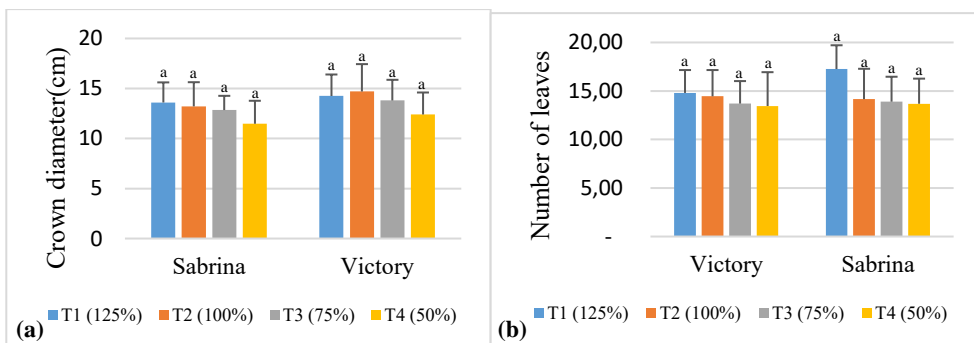 20
15
10
5
0
Crown diameter(cm)
a a a a a a a a
Sabrina Victory
T1 (125%) T2 (100%) T3 (75%) T4 (50%)
(a)
20,00
15,00
10,00
5,00
-
Number of leaves
a a a a a a a a
Victory Sabrina
T1 (125%) T2 (100%) T3 (75%) T4 (50%)
(b)